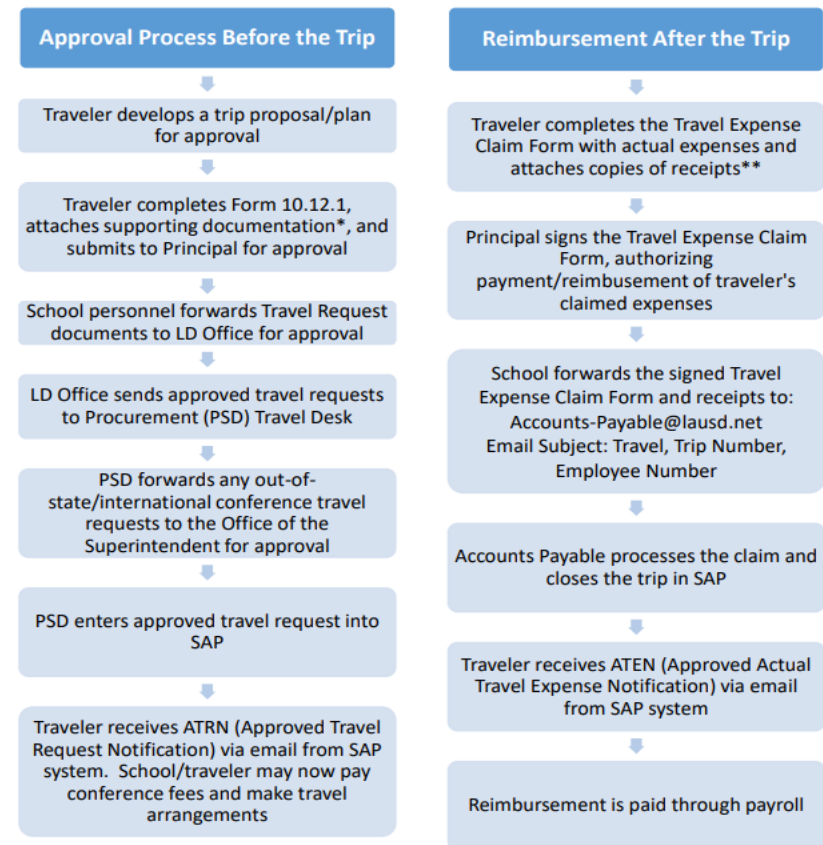 Approval Process Before the Trip
Traveler develops a trip proposal/plan
for approval
Traveler completes Form 10.12.1,
attaches supporting documentation*, and
submits to Principal for approval
School personnel forwards Travel Request
documents to LD Office for approval
LD Office sends approved travel requests
to Procurement (PSD) Travel Desk
PSD forwards any out-of-
state/international conference travel
requests to the Office of the
Superintendent for approval
PSD enters approved travel request into
SAP
Traveler receives ATRN (Approved Travel
Request Notification) via email from SAP
system.  School/traveler may now pay
conference fees and make travel
arrangements
Reimbursement After the Trip
Traveler completes the Travel Expense
Claim Form with actual expenses and
attaches copies of receipts**
Principal signs the Travel Expense Claim
Form, authorizing
payment/reimbusement of traveler's
claimed expenses
School forwards the signed Travel
Expense Claim Form and receipts to:
Accounts-Payable@lausd.net
Email Subject: Travel, Trip Number,
Employee Number
Accounts Payable processes the claim and
closes the trip in SAP
Traveler receives ATEN (Approved Actual
Travel Expense Notification) via email
from SAP system
Reimbursement is paid through payroll